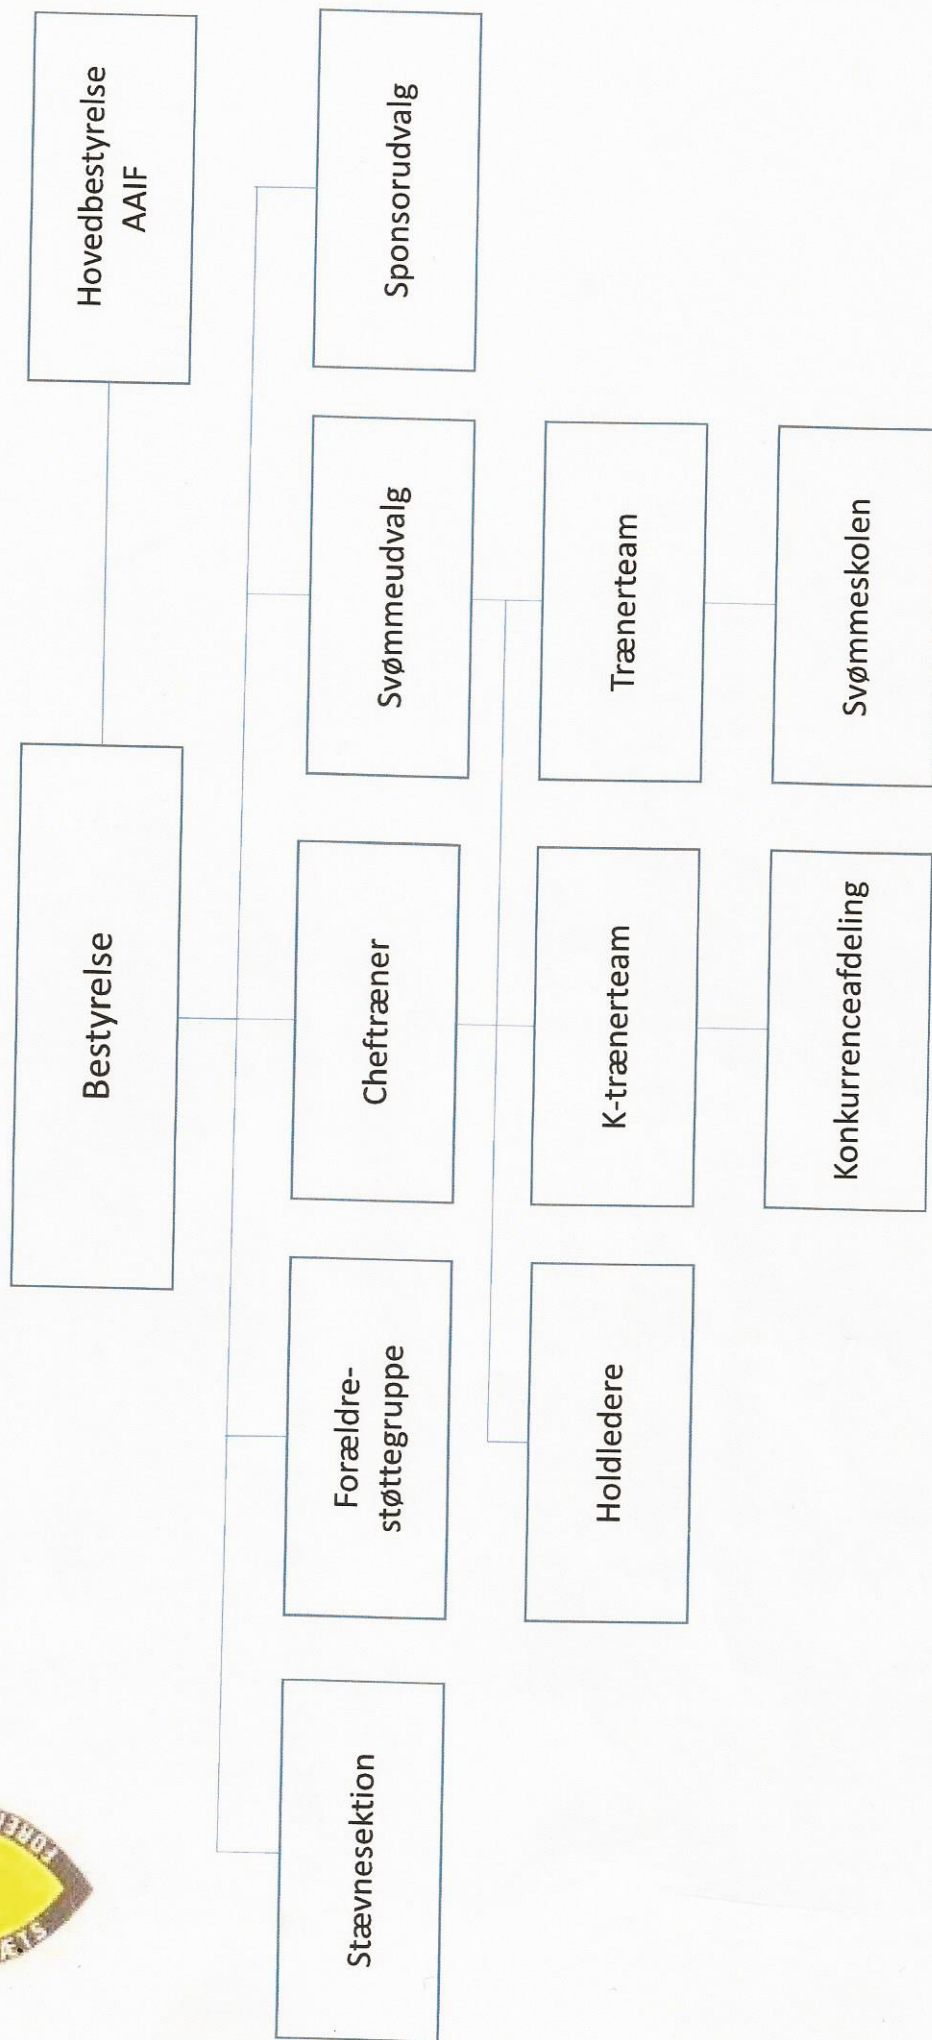 Bestyrelse
Hovedbestyrelse
AAIF
Stævnesektion
Forældre-
støttegruppe
Cheftræner
Svømmeudvalg
Sponsorudvalg
Holdledere
K-trænerteam
Trænerteam
Konkurrenceafdeling
Svømmeskolen